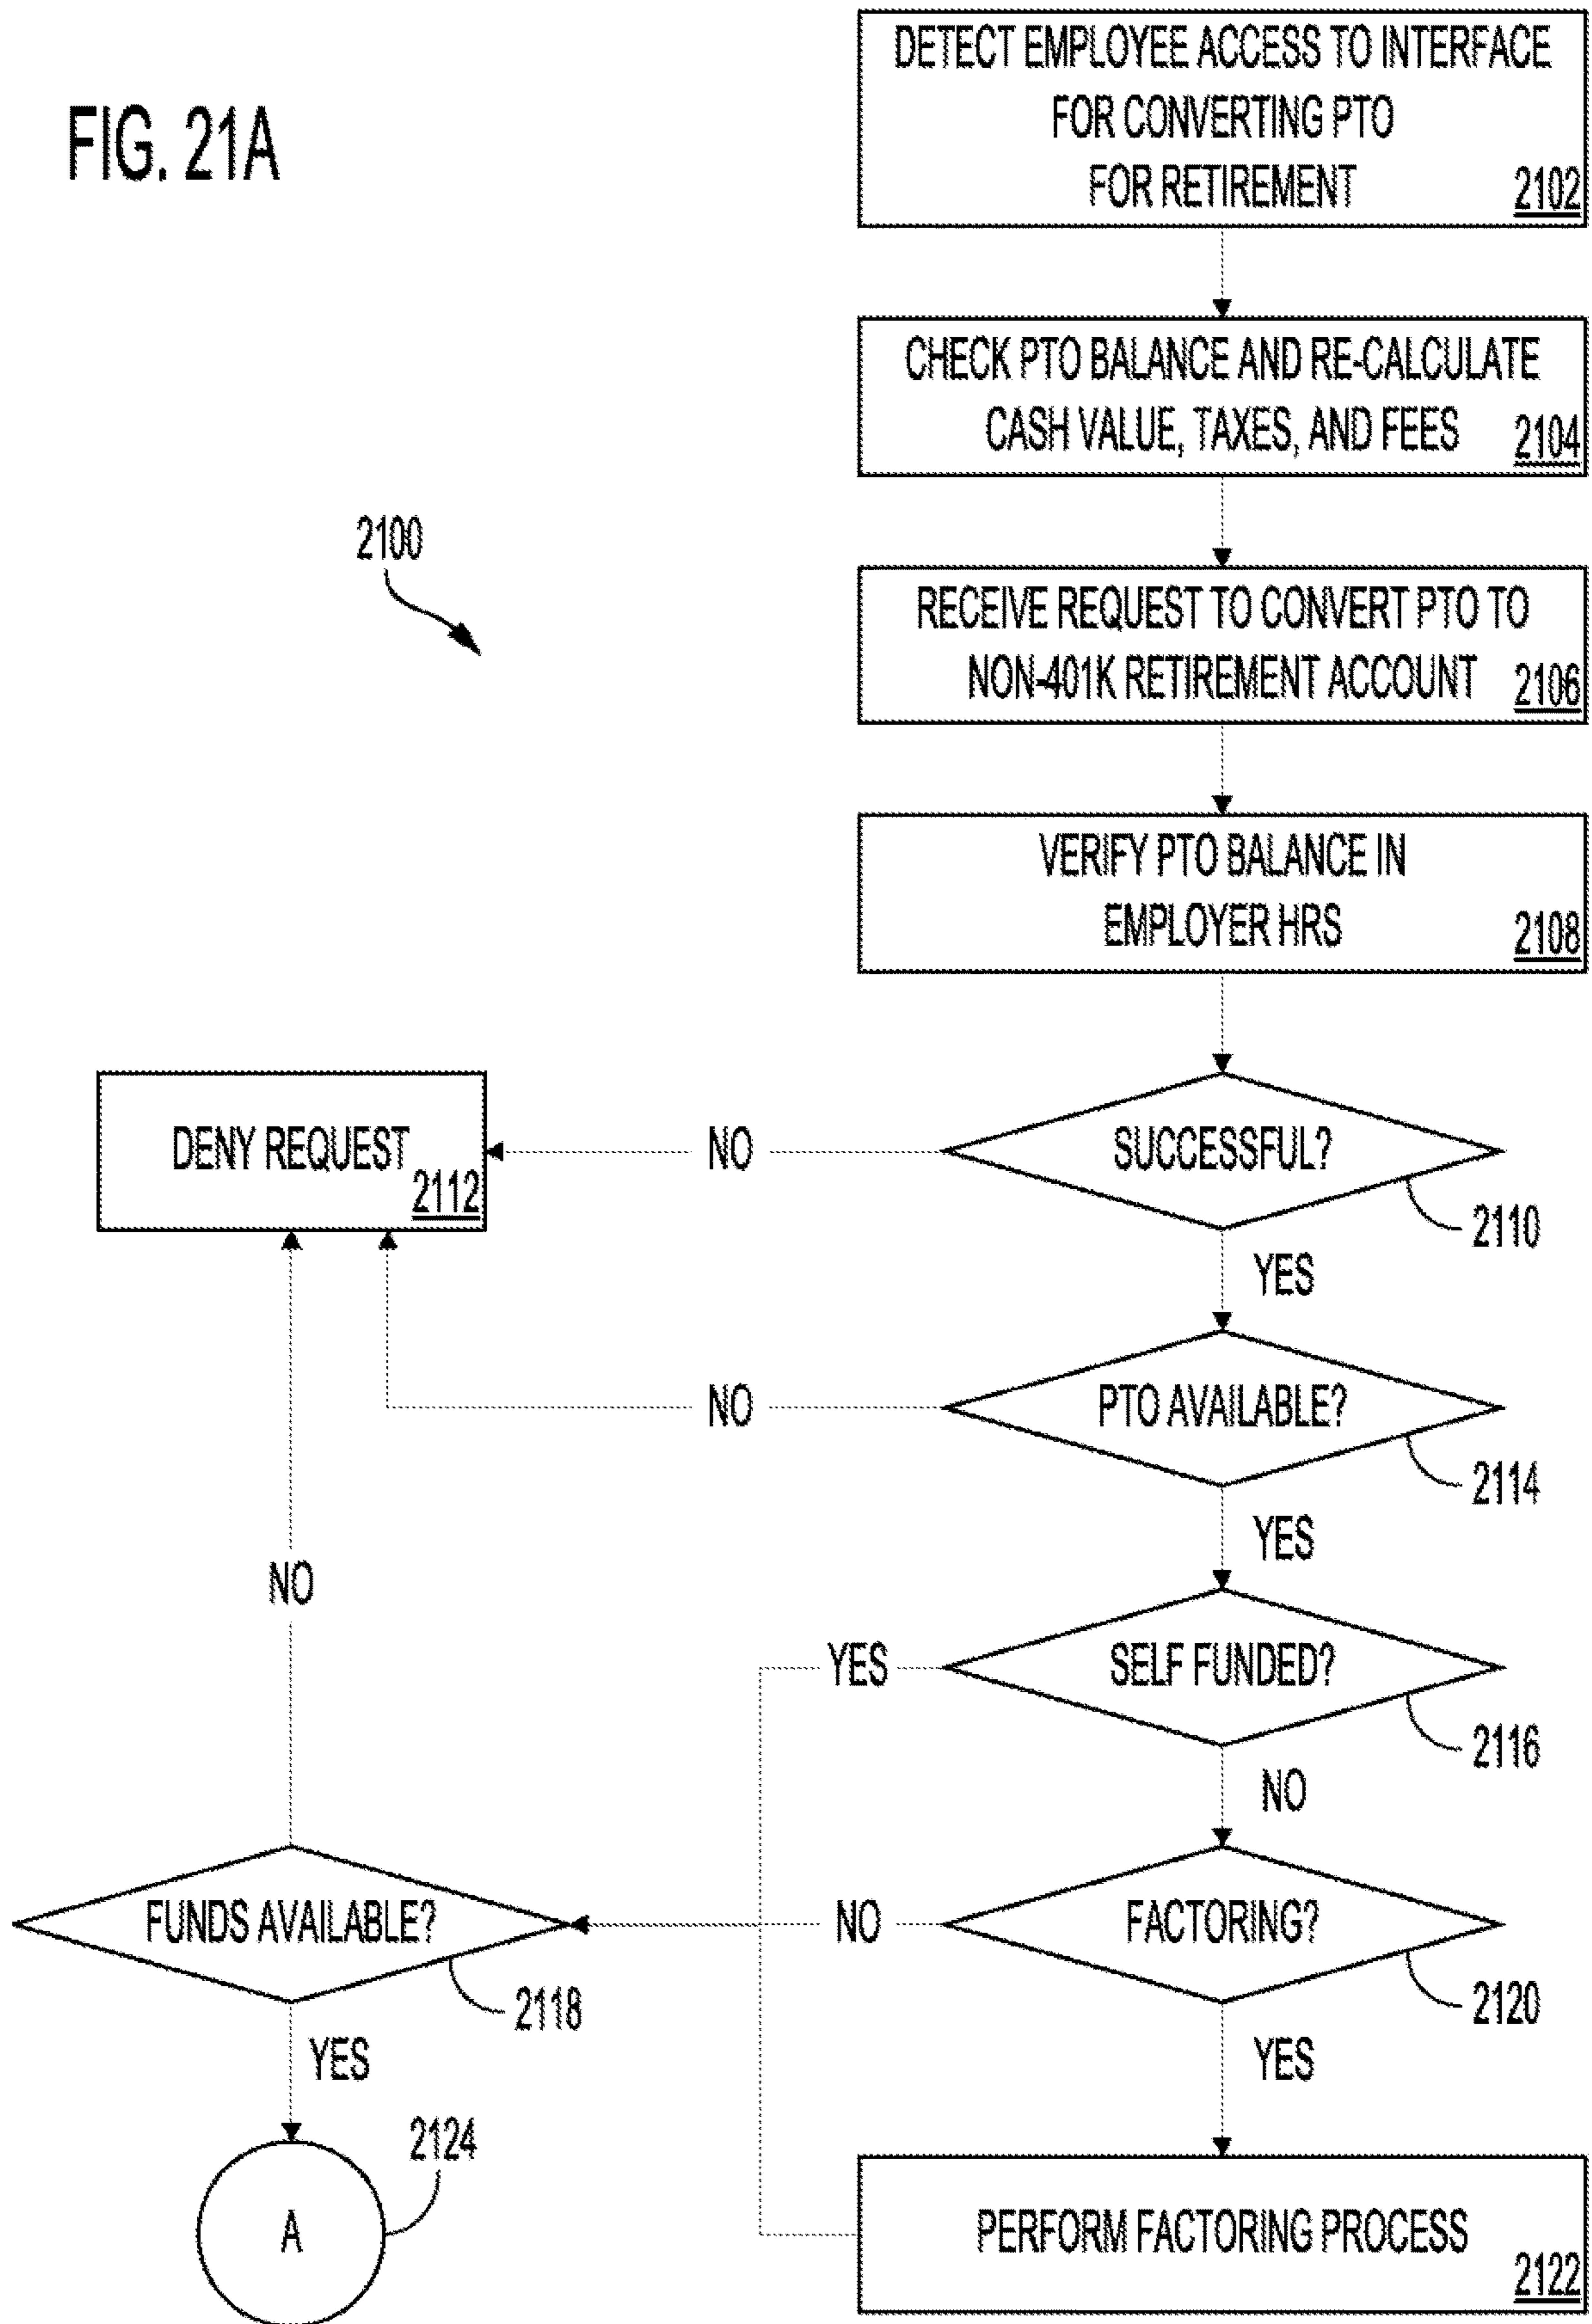 FIG. 21A
DETECT EMPLOYEE ACCESS TO INTERFACE
FOR CONVERTING PTO
FOR RETIREMENT
2102
CHECK PTO BALANCE AND RE-CALCULATE
CASH VALUE, TAXES, AND FEES
2104
2100
RECEIVE REQUEST TO CONVERT PTO TO
NON-401K RETIREMENT ACCOUNT
2106
VERIFY PTO BALANCE IN
EMPLOYER HRS
2108
DENY REQUEST
2112
NO
SUCCESSFUL?
2110
YES
NO
PTO AVAILABLE?
2114
YES
NO
YES
SELF FUNDED?
2116
NO
FUNDS AVAILABLE?
2118
NO
FACTORING?
2120
YES
YES
A
2124
PERFORM FACTORING PROCESS
2122